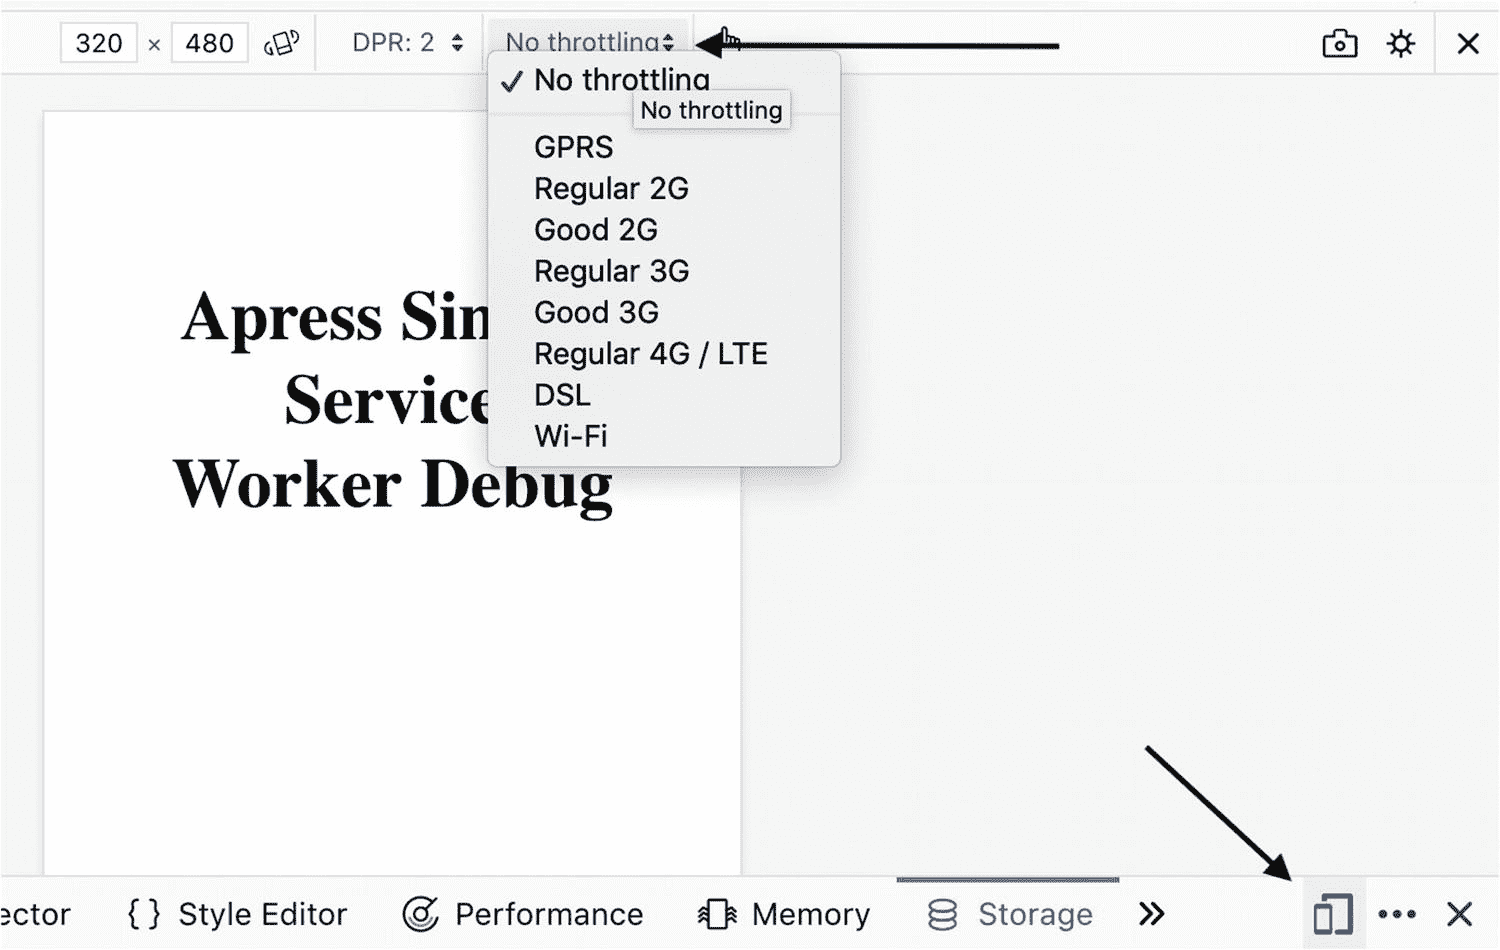 320 × 480 DPR: 2 No throttling
No throttling
No throttling
GPRS
Regular 2G
Good 2G
Regular 3G
Good 3G
Regular 4G / LTE
DSL
Wi-Fi
Apress Sin
Service
Worker Debug
ector { } Style Editor Performance Memory Storage